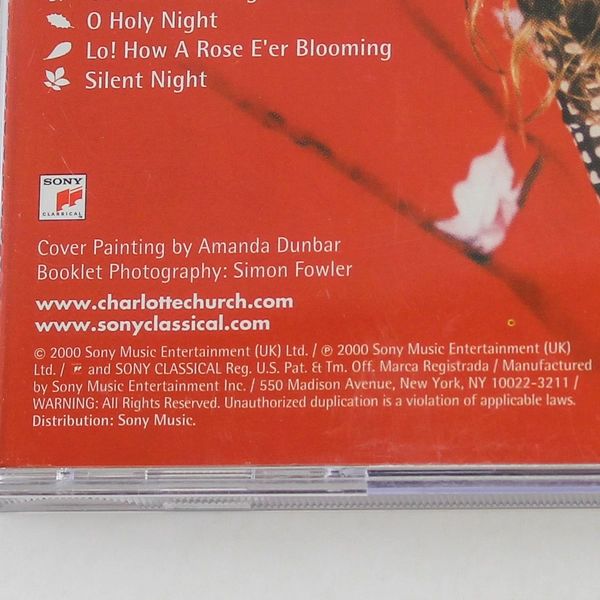 O Holy Night
Lo! How A Rose E'er Blooming
Silent Night
SONY
CLASSICAL
Cover Painting by Amanda Dunbar
Booklet Photography: Simon Fowler
www.charlottechurch.com
www.sonyclassical.com
© 2000 Sony Music Entertainment (UK) Ltd. / ℗ 2000 Sony Music Entertainment (UK)
Ltd. / and SONY CLASSICAL Reg. U.S. Pat. & Tm. Off. Marca Registrada / Manufactured
by Sony Music Entertainment Inc. / 550 Madison Avenue, New York, NY 10022-3211 /
WARNING: All Rights Reserved. Unauthorized duplication is a violation of applicable laws.
Distribution: Sony Music.